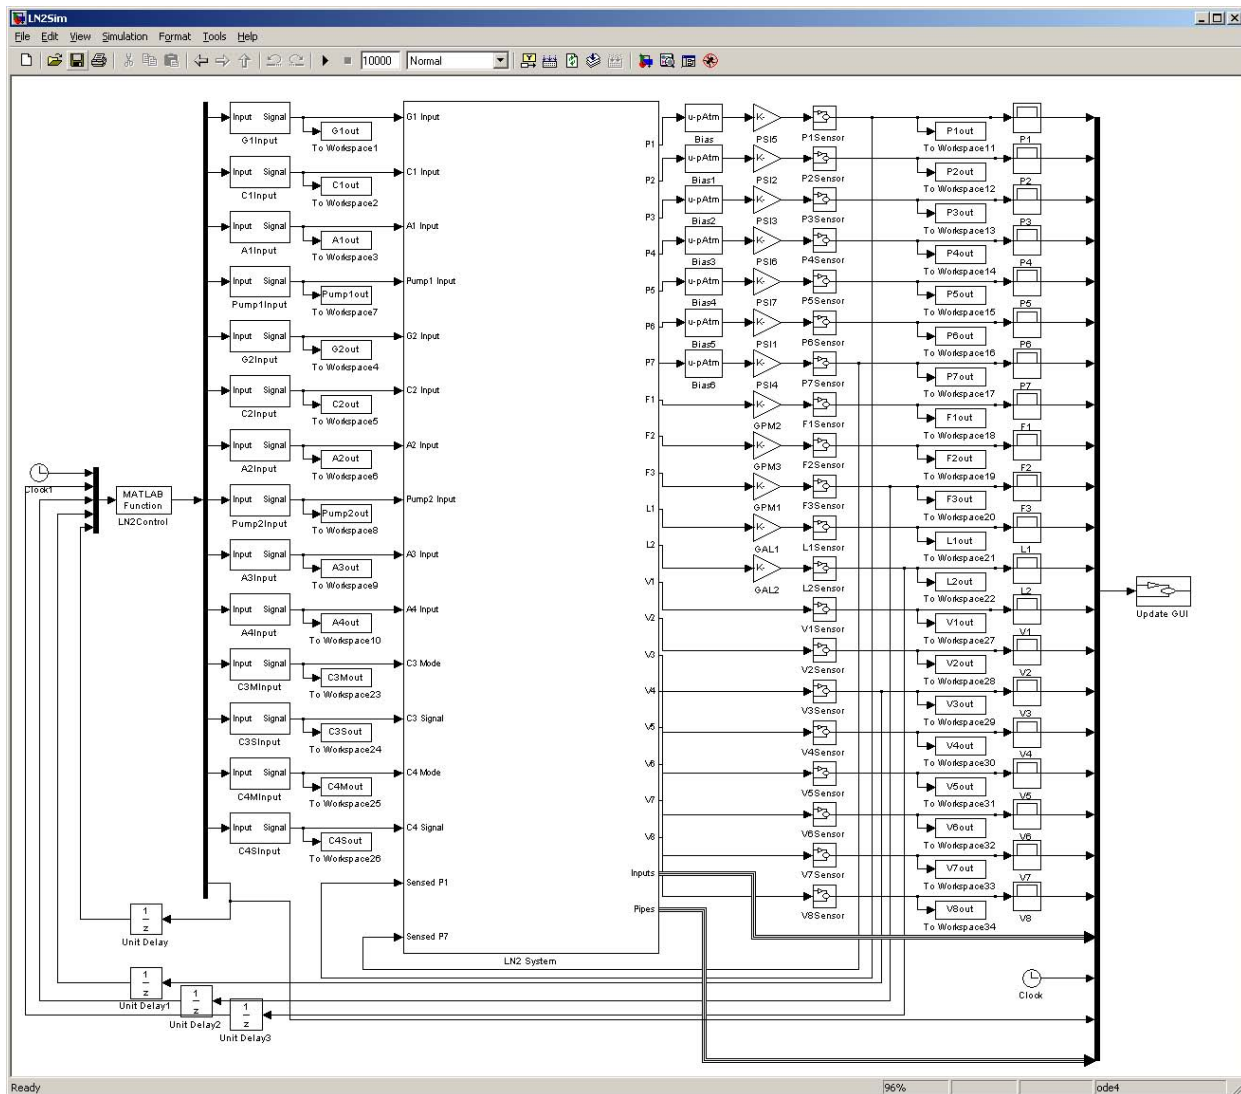 LN2Sim
File Edit View Simulation Format Tools Help
10000 Normal
Input Signal
G1Input
G1out
To Workspace1
Input Signal
C1Input
C1out
To Workspace2
Input Signal
A1Input
A1out
To Workspace3
Input Signal
Pump1Input
Pump1out
To Workspace7
Input Signal
G2Input
G2out
To Workspace4
Input Signal
C2Input
C2out
To Workspace5
Input Signal
A2Input
A2out
To Workspace6
Input Signal
Pump2Input
Pump2out
To Workspace8
Input Signal
A3Input
A3out
To Workspace9
Input Signal
A4Input
A4out
To Workspace10
Input Signal
C3MInput
C3Mout
To Workspace23
Input Signal
C3SInput
C3Sout
To Workspace24
Input Signal
C4MInput
C4Mout
To Workspace25
Input Signal
C4SInput
C4Sout
To Workspace26
Clock1
MATLAB
Function
LN2Control
1
z
Unit Delay
1
z
Unit Delay1
1
z
Unit Delay2
1
z
Unit Delay3
G1 Input
C1 Input
A1 Input
Pump1 Input
G2 Input
C2 Input
A2 Input
Pump2 Input
A3 Input
A4 Input
C3 Mode
C3 Signal
C4 Mode
C4 Signal
Sensed P1
Sensed P7
P1
P2
P3
P4
P5
P6
P7
F1
F2
F3
L1
L2
V1
V2
V3
V4
V5
V6
V7
V8
Inputs
Pipes
LN2 System
u-pAtm
Bias
K-
PSI5
P1Sensor
u-pAtm
Bias1
K-
PSI2
P2Sensor
u-pAtm
Bias2
K-
PSI3
P3Sensor
u-pAtm
Bias3
K-
PSI6
P4Sensor
u-pAtm
Bias4
K-
PSI7
P5Sensor
u-pAtm
Bias5
K-
PSI1
P6Sensor
u-pAtm
Bias6
K-
PSI4
P7Sensor
K-
GPM2
F1Sensor
K-
GPM3
F2Sensor
K-
GPM1
F3Sensor
K-
GAL1
L1Sensor
K-
GAL2
L2Sensor
V1Sensor
V2Sensor
V3Sensor
V4Sensor
V5Sensor
V6Sensor
V7Sensor
V8Sensor
P1out
To Workspace11
P1
P2out
To Workspace12
P2
P3out
To Workspace13
P3
P4out
To Workspace14
P4
P5out
To Workspace15
P5
P6out
To Workspace16
P6
P7out
To Workspace17
P7
F1out
To Workspace18
F1
F2out
To Workspace19
F2
F3out
To Workspace20
F3
L1out
To Workspace21
L1
L2out
To Workspace22
L2
V1out
To Workspace27
V1
V2out
To Workspace28
V2
V3out
To Workspace29
V3
V4out
To Workspace30
V4
V5out
To Workspace31
V5
V6out
To Workspace32
V6
V7out
To Workspace33
V7
V8out
To Workspace34
V8
Clock
Update GUI
Ready 96% ode4